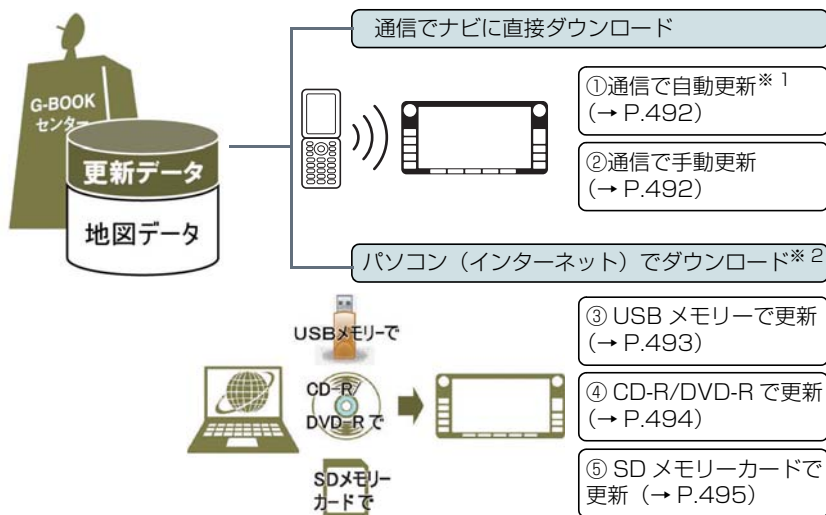 通信でナビに直接ダウンロード
G-BOOK
センター
更新データ
地図データ
①通信で自動更新※1
(→ P.492)
②通信で手動更新
(→ P.492)
パソコン（インターネット）でダウンロード※2
USBメモリーで
CD-R/
DVD-Rで
SDメモリー
カードで
③ USB メモリーで更新
(→ P.493)
④ CD-R/DVD-R で更新
(→ P.494)
⑤ SD メモリーカードで
更新（→ P.495）